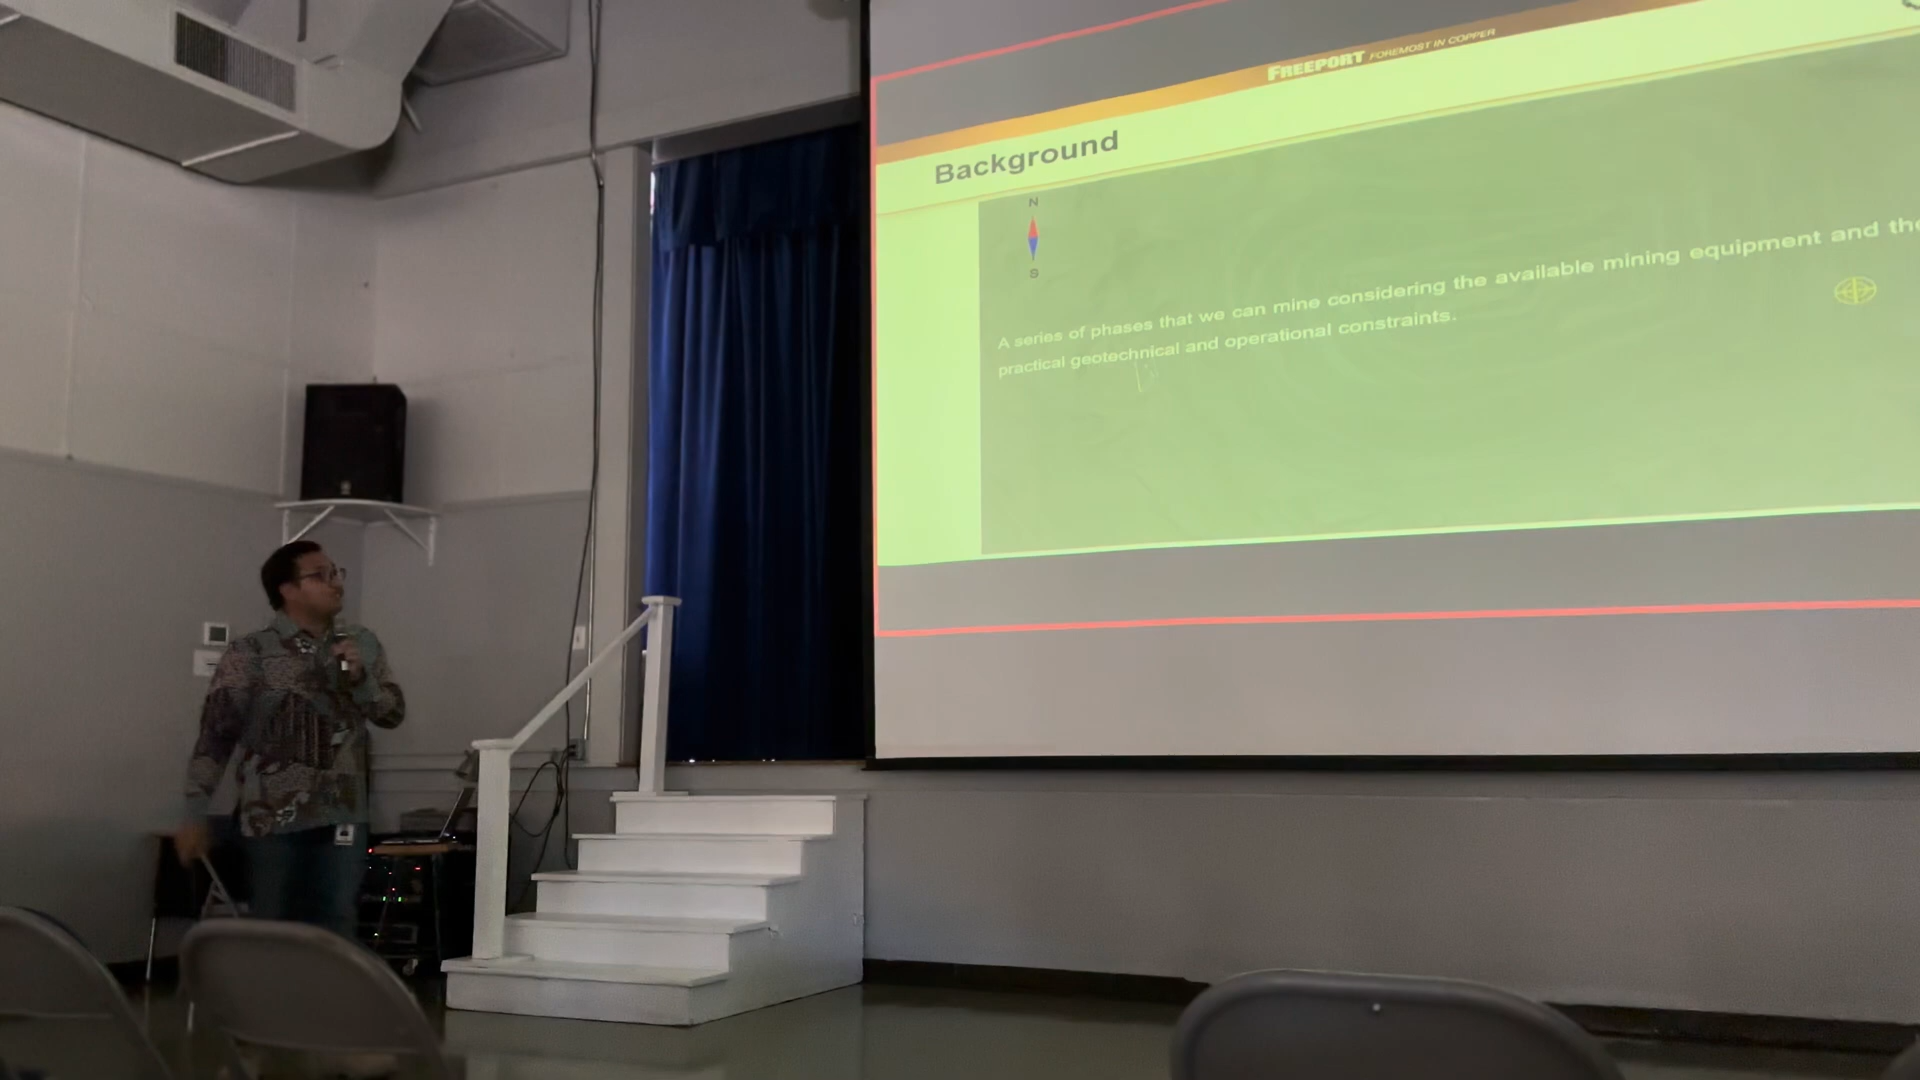 FREEPORT FOREMOST IN COPPER
Background
N
S
A series of phases that we can mine considering the available mining equipment and the
practical geotechnical and operational constraints.